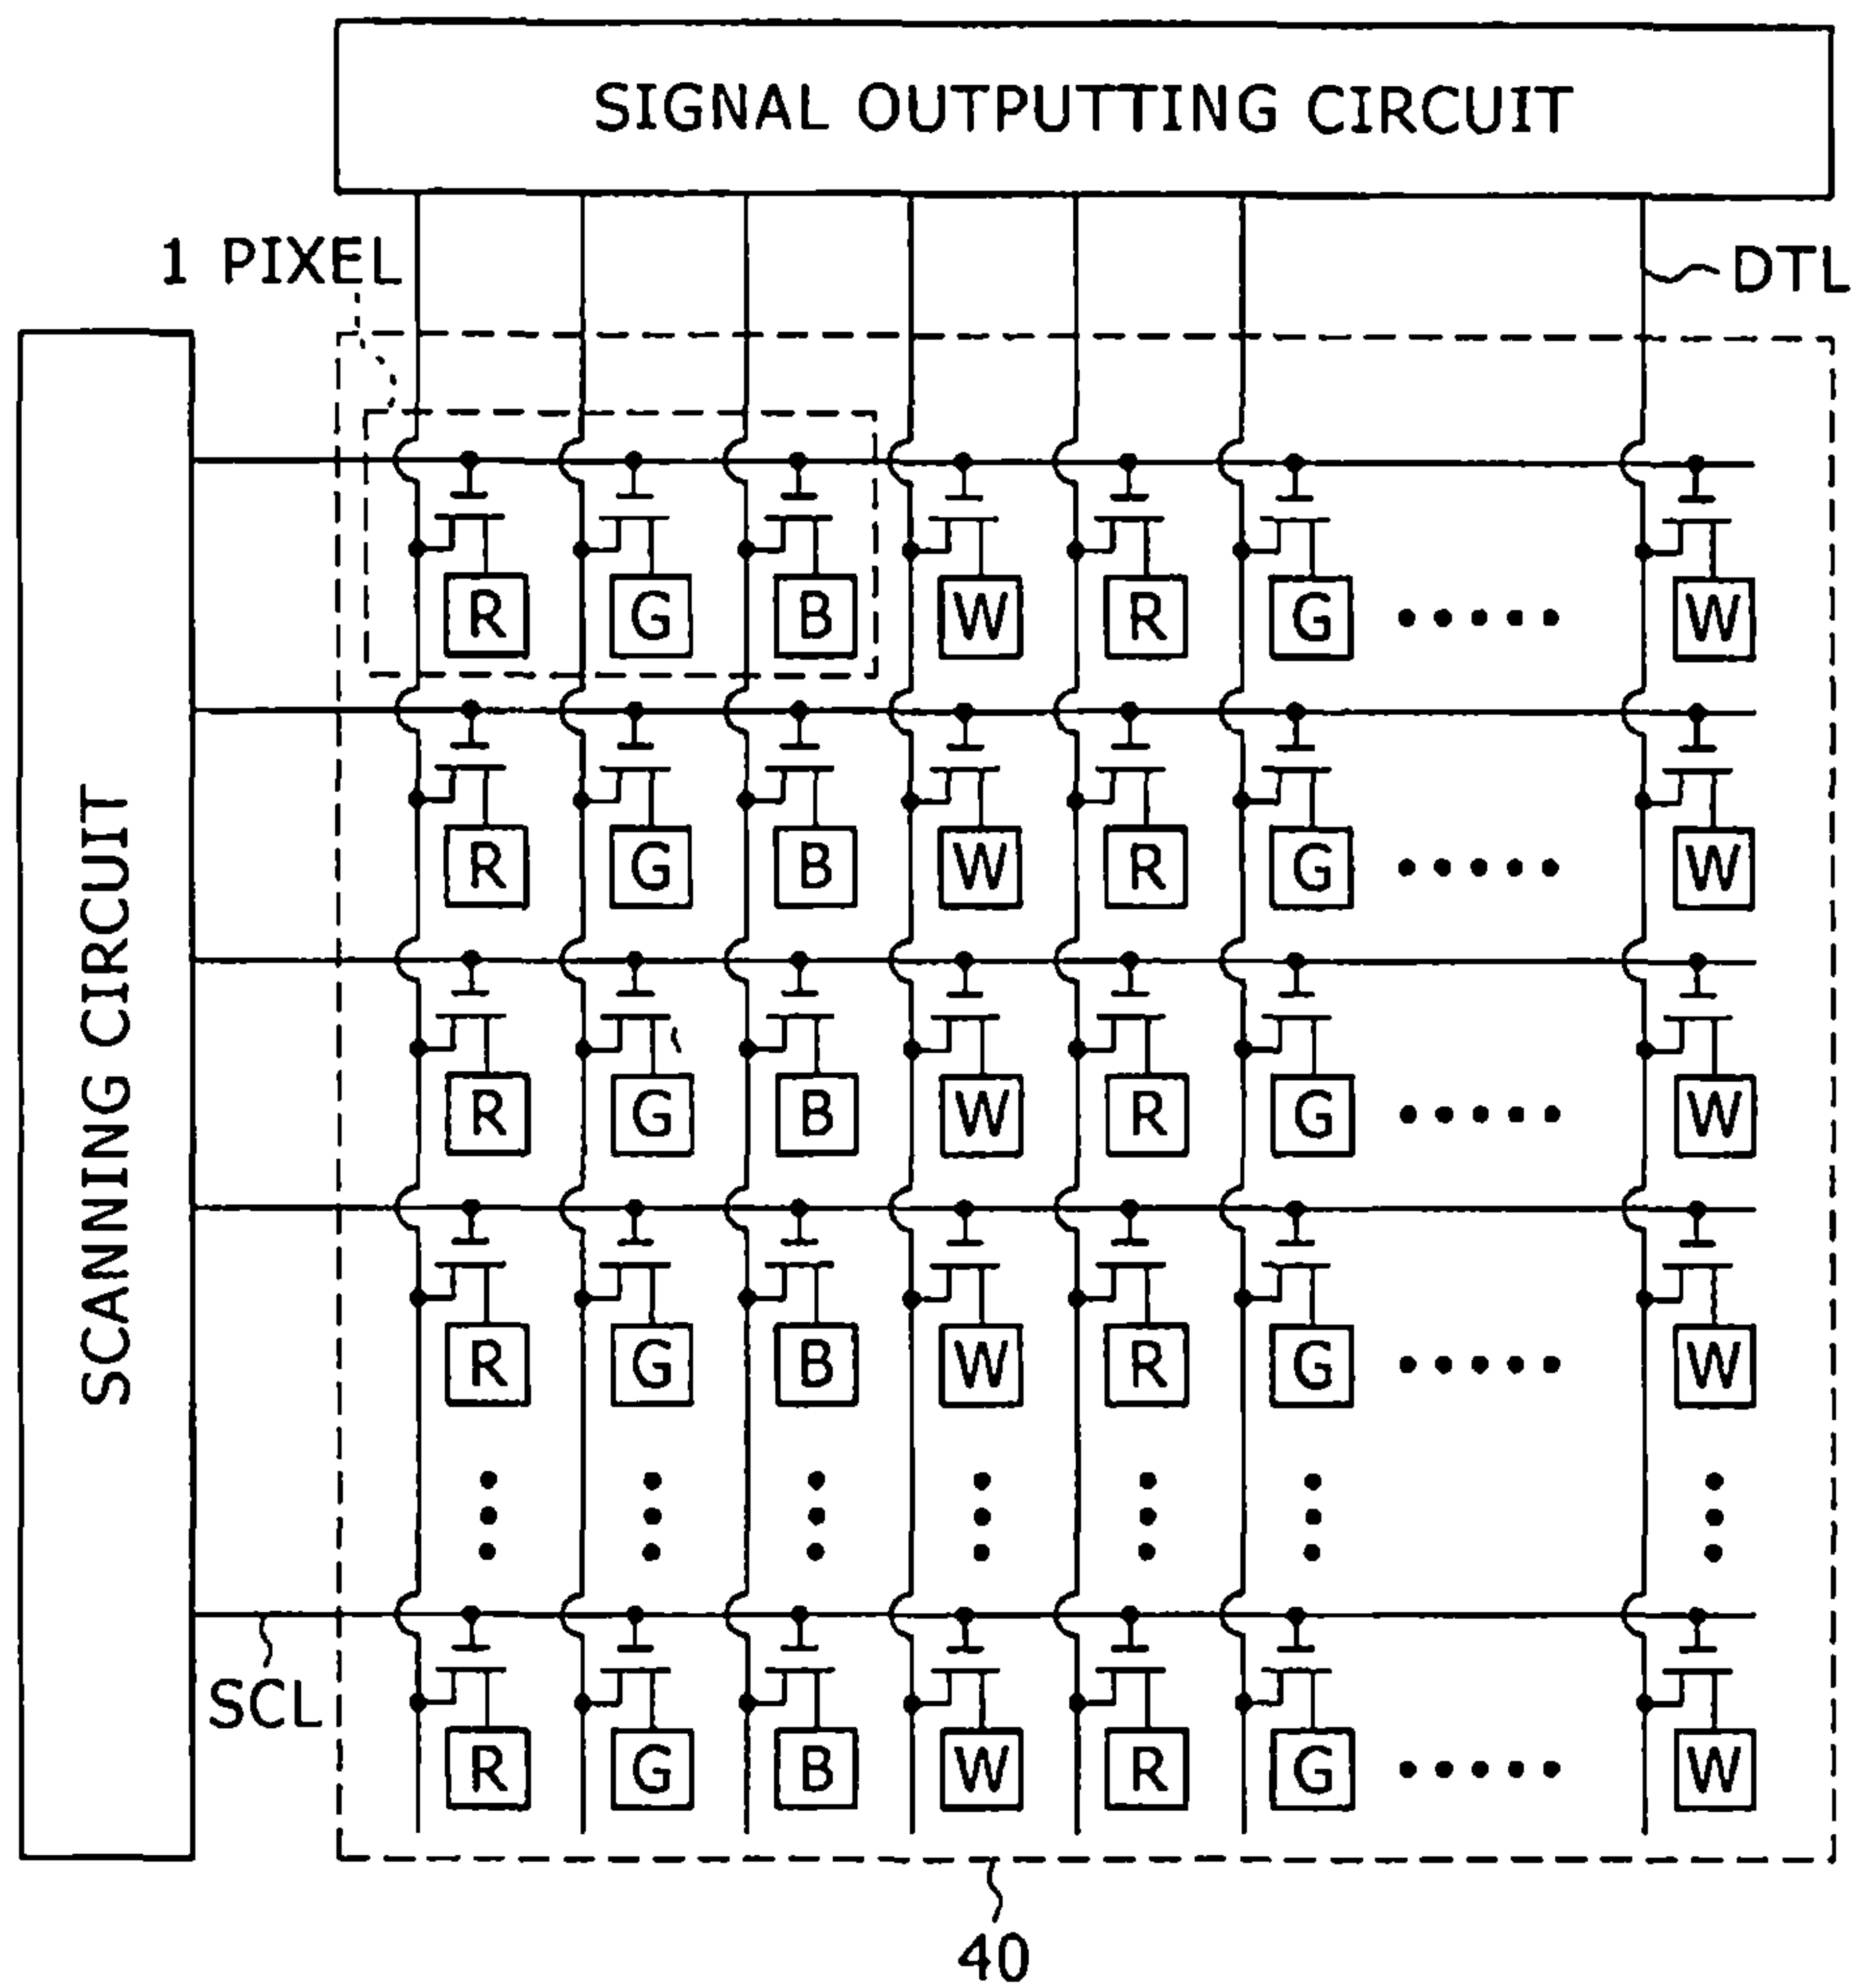 SIGNAL OUTPUTTING CIRCUIT
1 PIXEL
DTL
SCANNING CIRCUIT
R G B W R G W
R G B W R G W
R G B W R G W
R G B W R G W
SCL
R G B W R G W
40